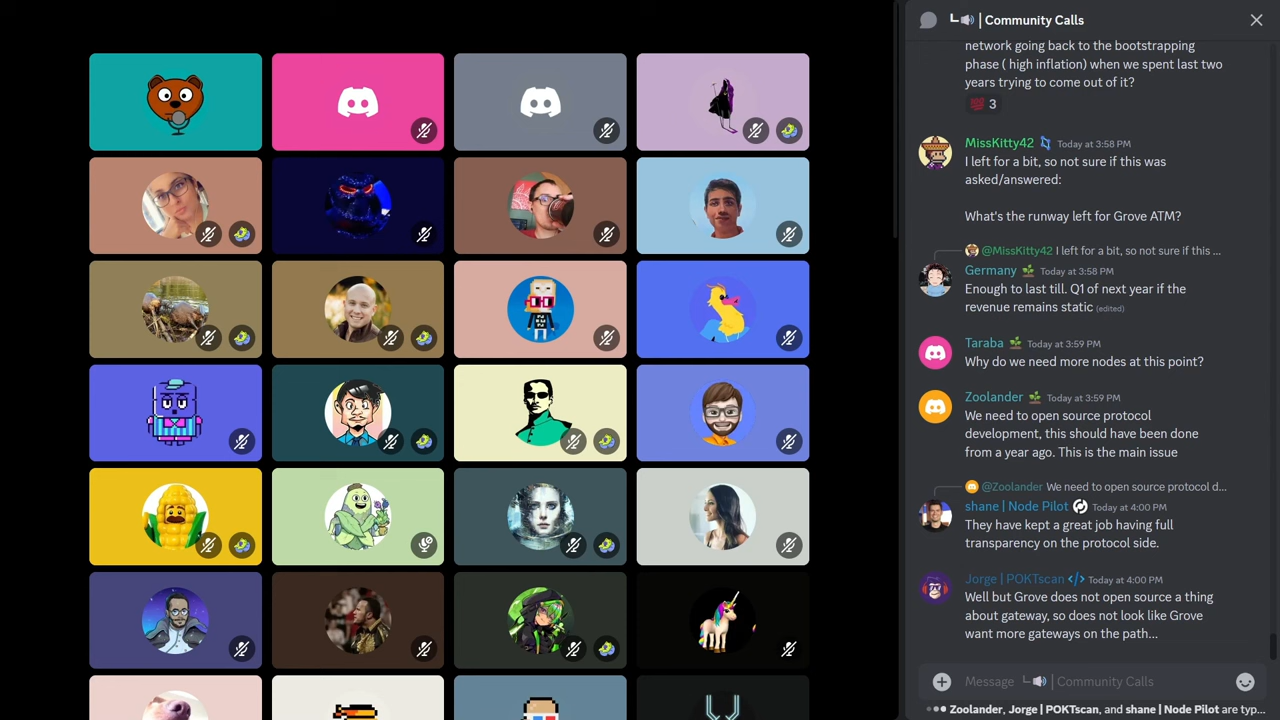 ┗🔊 | Community Calls
network going back to the bootstrapping
phase ( high inflation) when we spent last two
years trying to come out of it?
💯 3
MissKitty42 Today at 3:58 PM
I left for a bit, so not sure if this was
asked/answered:
What's the runway left for Grove ATM?
@MissKitty42 I left for a bit, so not sure if this ...
Germany 🌱 Today at 3:58 PM
Enough to last till. Q1 of next year if the
revenue remains static (edited)
Taraba 🌱 Today at 3:59 PM
Why do we need more nodes at this point?
Zoolander 🌱 Today at 3:59 PM
We need to open source protocol
development, this should have been done
from a year ago. This is the main issue
@Zoolander We need to open source protocol d...
shane | Node Pilot Today at 4:00 PM
They have kept a great job having full
transparency on the protocol side.
Jorge | POKTscan </> Today at 4:00 PM
Well but Grove does not open source a thing
about gateway, so does not look like Grove
want more gateways on the path...
Message ┗🔊 | Community Calls
Zoolander, Jorge | POKTscan, and shane | Node Pilot are typ...